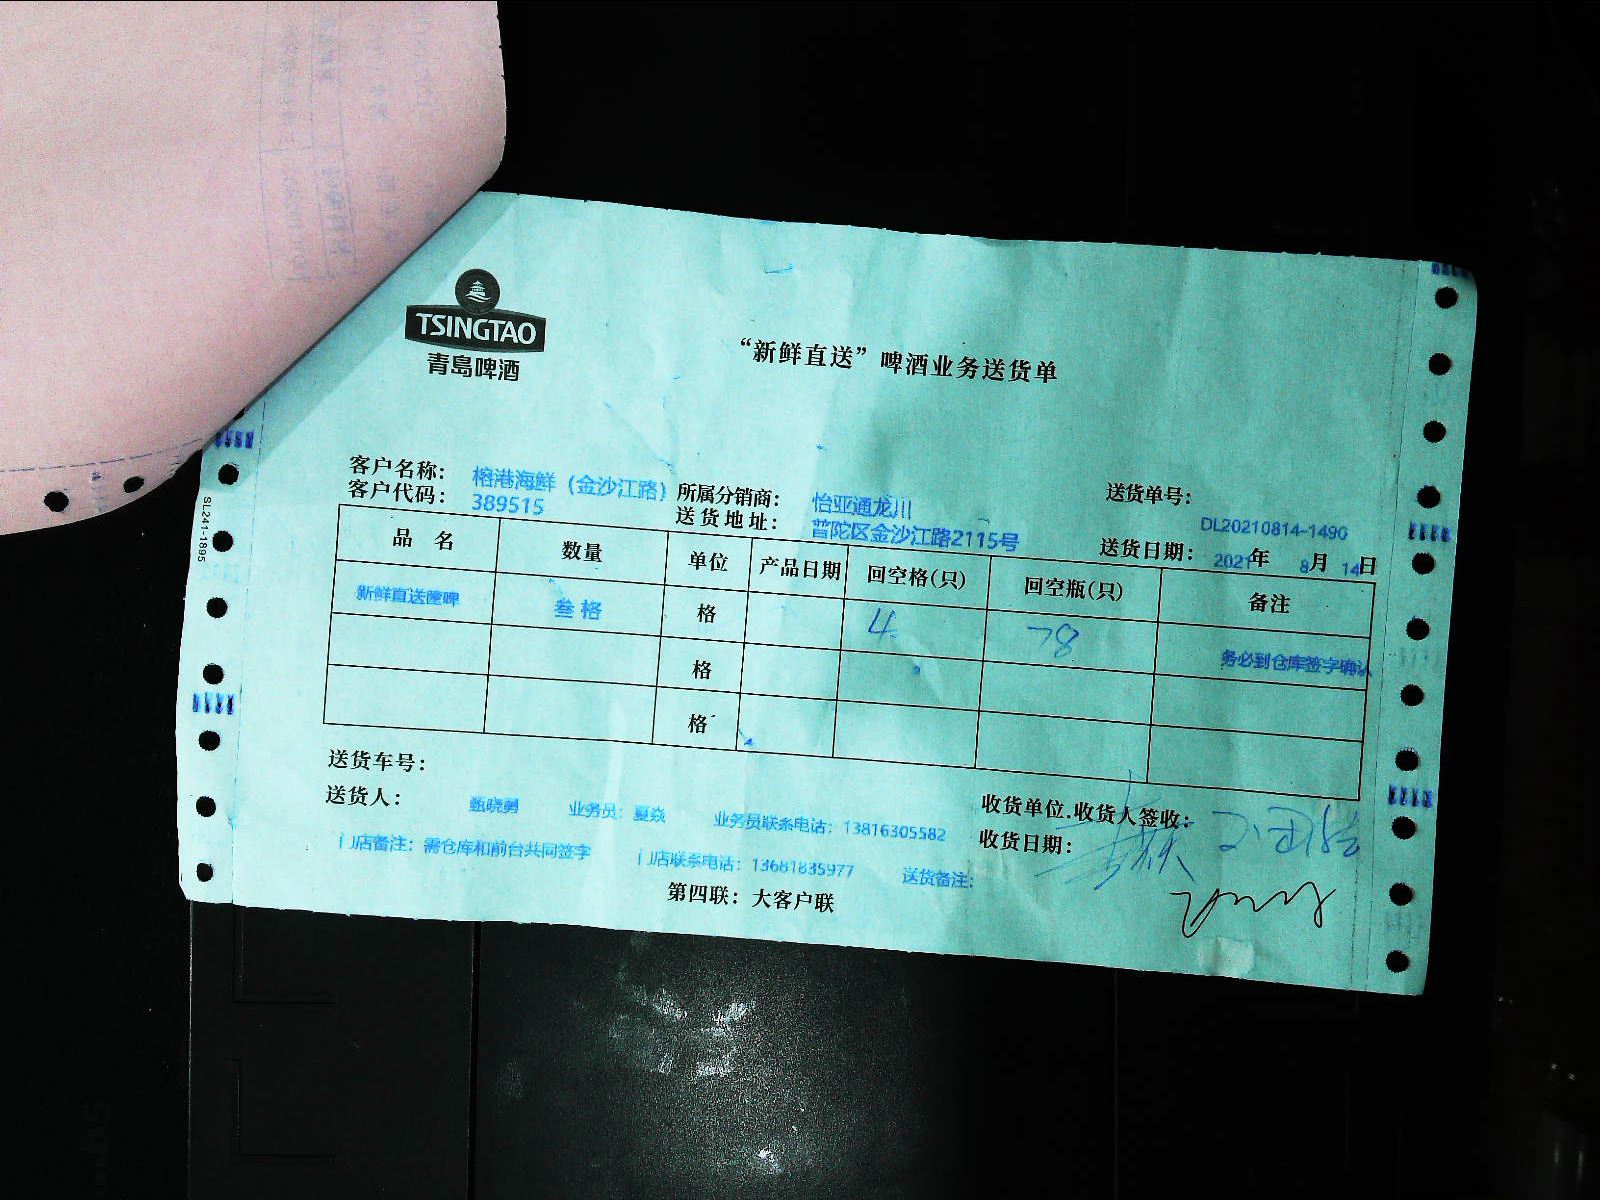 TSINGTAO
青岛啤酒
“新鲜直送”啤酒业务送货单
客户名称： 榕港海鲜（金沙江路） 所属分销商： 怡亚通龙川 送货单号： DL20210814-1490
客户代码： 389515 送货地址： 普陀区金沙江路2115号 送货日期： 2021年 8月 14日
品 名 数量 单位 产品日期 回空格(只) 回空瓶(只) 备注
新鲜直送筐啤 叁格 格 4 78 务必到仓库签字确认
格
格
送货车号：
送货人： 甄晓勇 业务员：夏焱 业务员联系电话：13816305582 收货单位.收货人签收：
收货日期：
门店备注：需仓库和前台共同签字 门店联系电话：13681835977 送货备注：
第四联：大客户联
SL241-1895